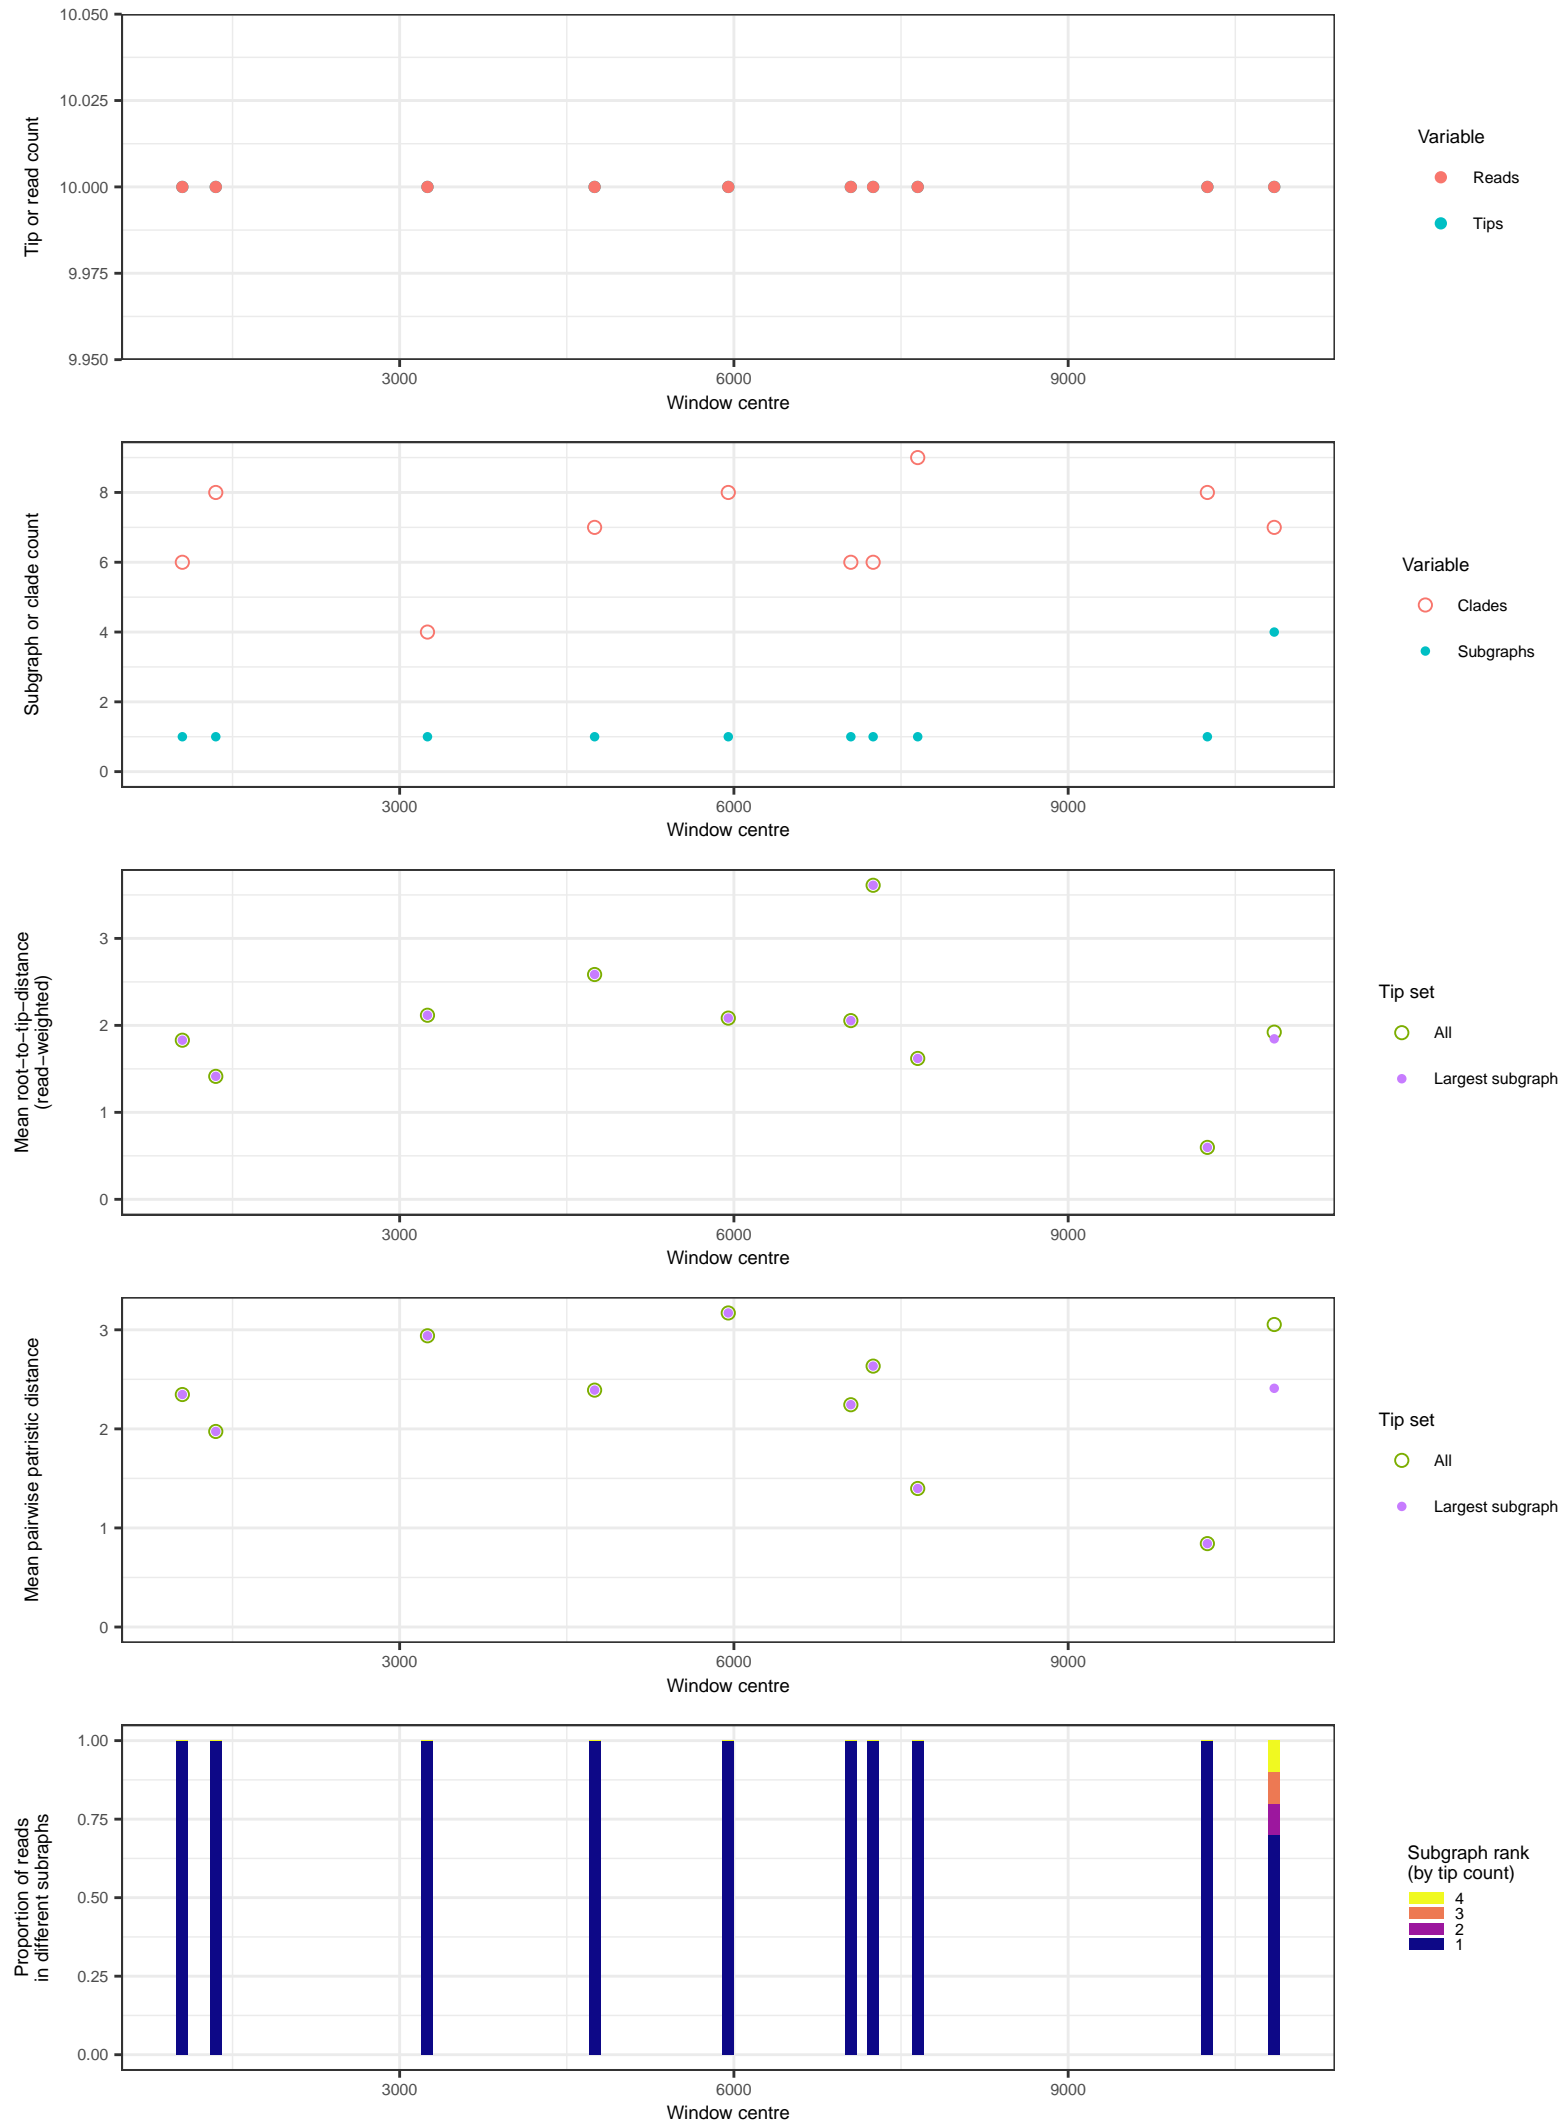 10.050
10.025
10.000
9.975
9.950
Tip or read count
3000 6000 9000
Window centre
Variable
Reads
Tips
8
6
4
2
0
Subgraph or clade count
3000 6000 9000
Window centre
Variable
Clades
Subgraphs
3
2
1
0
Mean root−to−tip−distance
(read−weighted)
3000 6000 9000
Window centre
Tip set
All
Largest subgraph
3
2
1
0
Mean pairwise patristic distance
3000 6000 9000
Window centre
Tip set
All
Largest subgraph
1.00
0.75
0.50
0.25
0.00
Proportion of reads
in different subraphs
3000 6000 9000
Window centre
Subgraph rank
(by tip count)
4
3
2
1